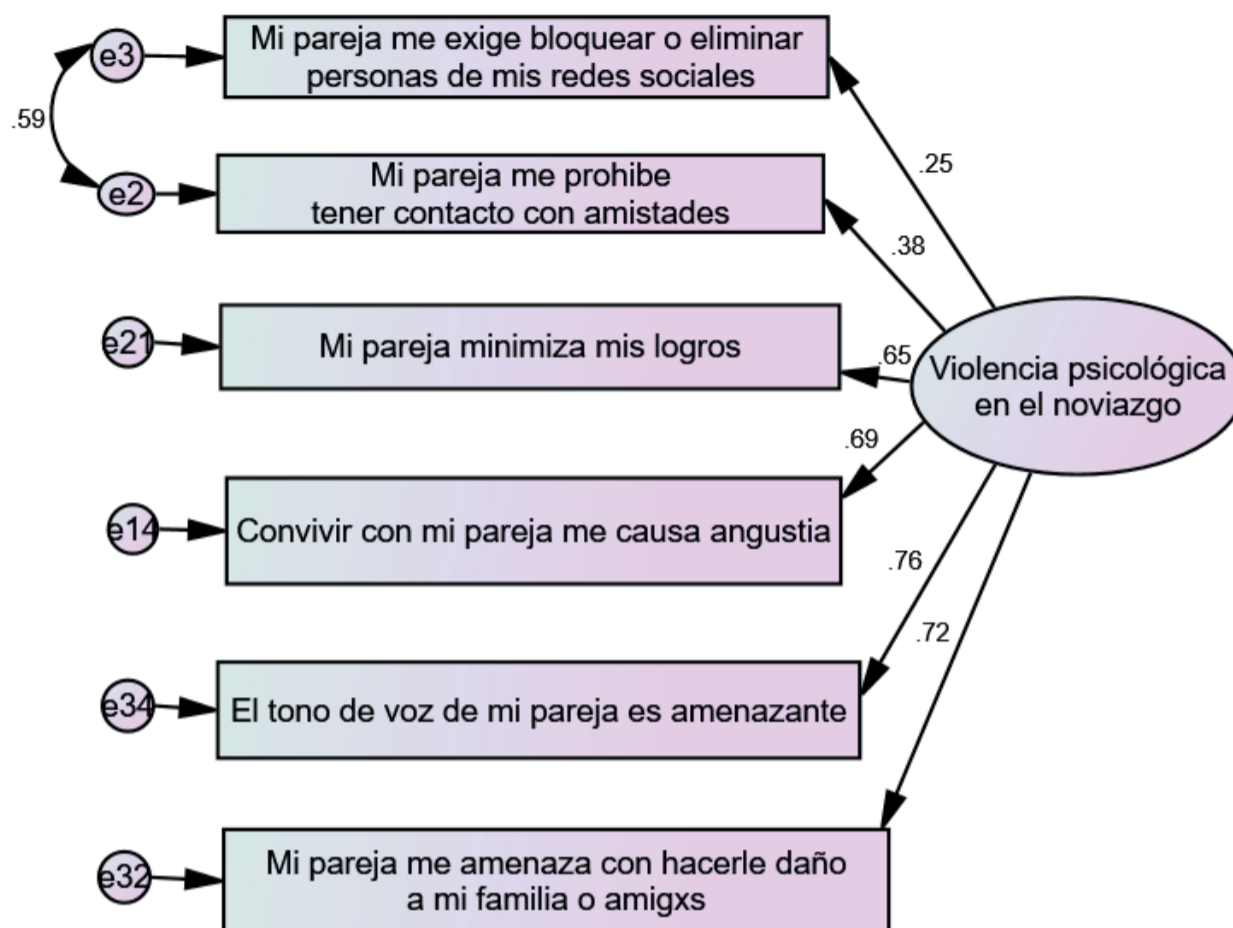 e3
Mi pareja me exige bloquear o eliminar
personas de mis redes sociales
.59
.25
e2
Mi pareja me prohibe
tener contacto con amistades
.38
e21
Mi pareja minimiza mis logros
.65
Violencia psicológica
en el noviazgo
.69
e14
Convivir con mi pareja me causa angustia
.76
.72
e34
El tono de voz de mi pareja es amenazante
e32
Mi pareja me amenaza con hacerle daño
a mi familia o amigxs